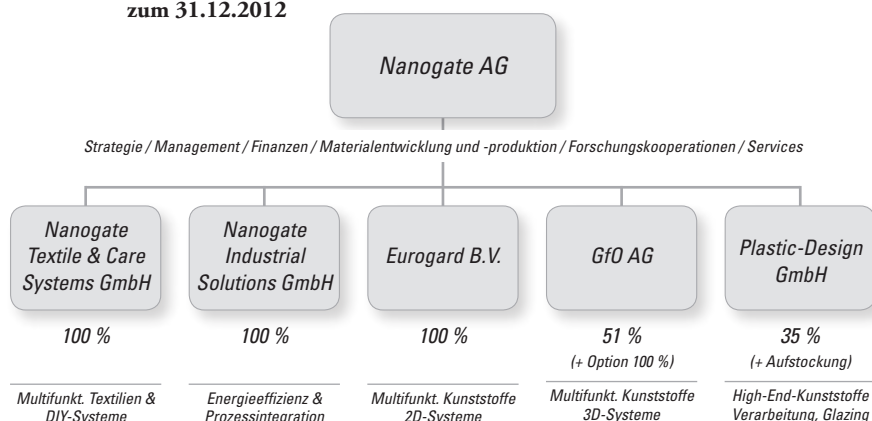 zum 31.12.2012
Nanogate AG
Strategie / Management / Finanzen / Materialentwicklung und -produktion / Forschungskooperationen / Services
Nanogate
Textile & Care
Systems GmbH
100 %
Multifunkt. Textilien &
DIY-Systeme
Nanogate
Industrial
Solutions GmbH
100 %
Energieeffizienz &
Prozessintegration
Eurogard B.V.
100 %
Multifunkt. Kunststoffe
2D-Systeme
GfO AG
51 %
(+ Option 100 %)
Multifunkt. Kunststoffe
3D-Systeme
Plastic-Design
GmbH
35 %
(+ Aufstockung)
High-End-Kunststoffe
Verarbeitung, Glazing